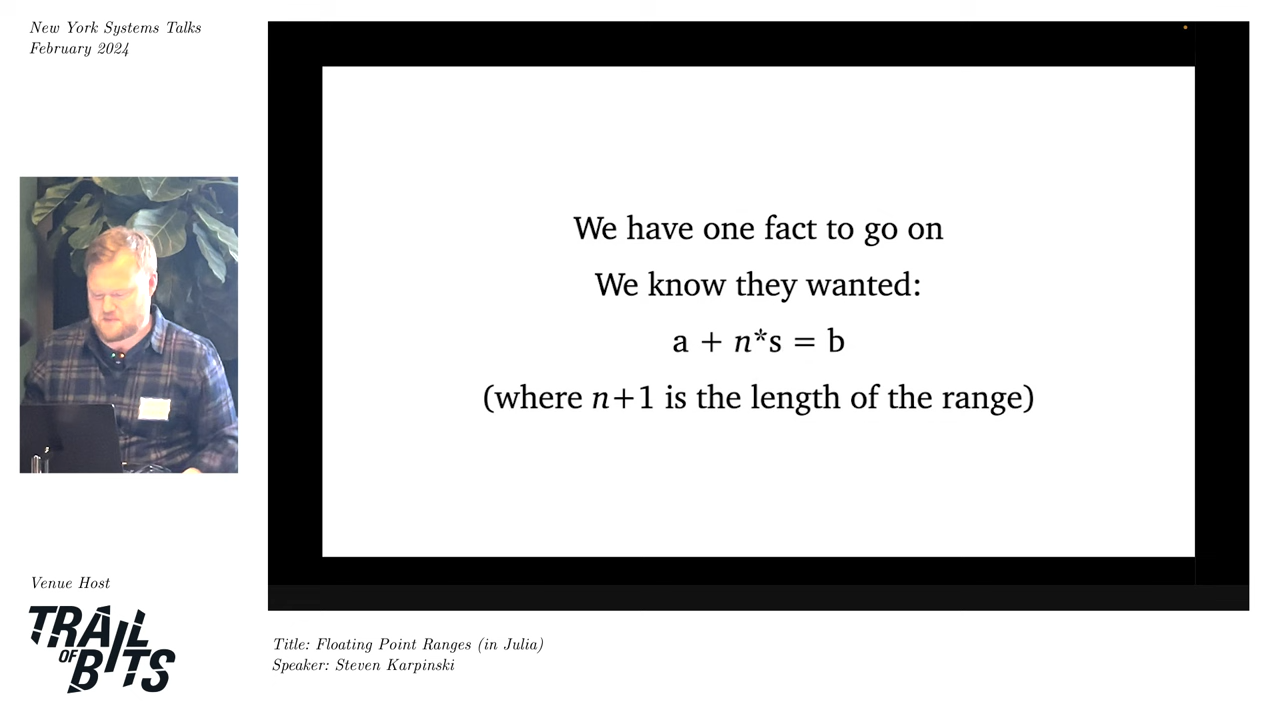 New York Systems Talks
February 2024
We have one fact to go on
We know they wanted:
a + n*s = b
(where n+1 is the length of the range)
Venue Host
TRAIL
OF
BITS
Title: Floating Point Ranges (in Julia)
Speaker: Steven Karpinski